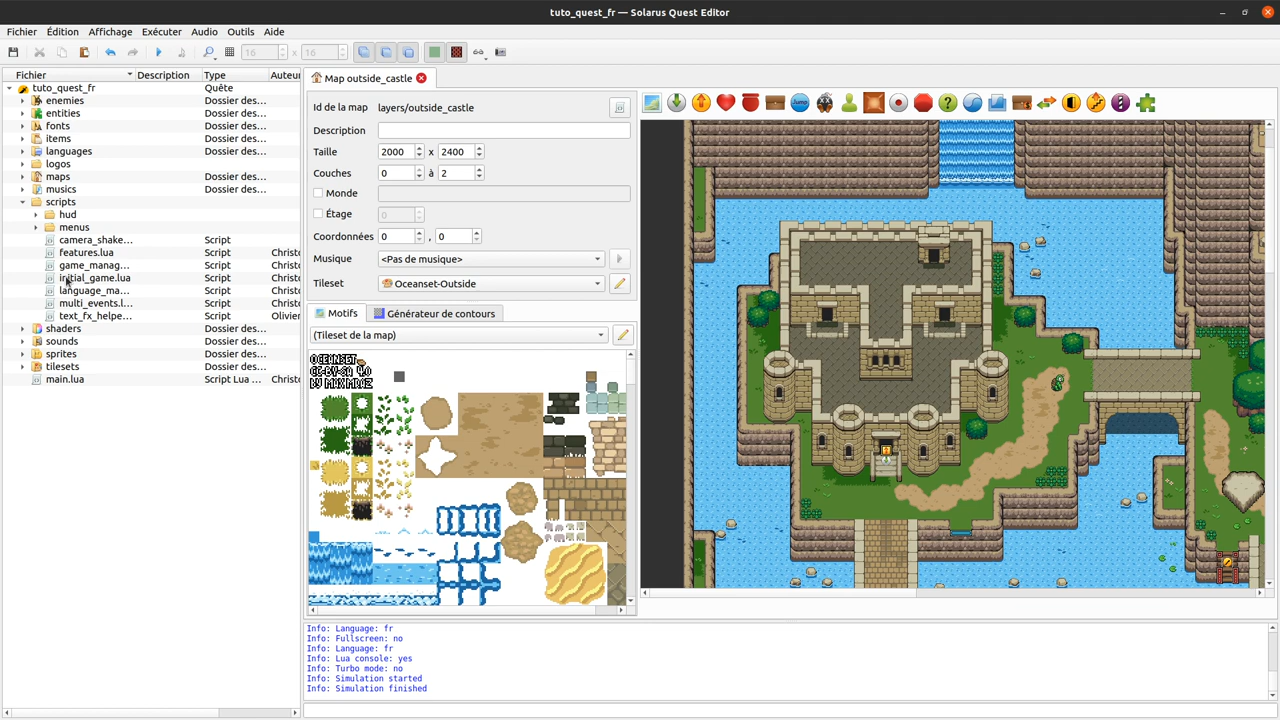 tuto_quest_fr — Solarus Quest Editor
Fichier Édition Affichage Exécuter Audio Outils Aide
16 x 16
Fichier Description Type Auteur
tuto_quest_fr Quête
enemies Dossier des...
entities Dossier des...
fonts Dossier des...
items Dossier des...
languages Dossier des...
logos
maps Dossier des...
musics Dossier des...
scripts
hud
menus
camera_shake... Script
features.lua Script Christo
game_manag... Script Christo
initial_game.lua Script Christo
language_ma... Script Christo
multi_events.l... Script Christo
text_fx_helpe... Script Olivier
shaders Dossier des...
sounds Dossier des...
sprites Dossier des...
tilesets Dossier des...
main.lua Script Lua ... Christo
Map outside_castle
Id de la map layers/outside_castle
Description
Taille 2000 x 2400
Couches 0 à 2
Monde
Étage 0
Coordonnées 0 , 0
Musique <Pas de musique>
Tileset Oceanset-Outside
Motifs Générateur de contours
(Tileset de la map)
OCEANSET
CC-BY-SA 4.0
BY MAX MRAZ
Jump
Info: Language: fr
Info: Fullscreen: no
Info: Language: fr
Info: Lua console: yes
Info: Turbo mode: no
Info: Simulation started
Info: Simulation finished